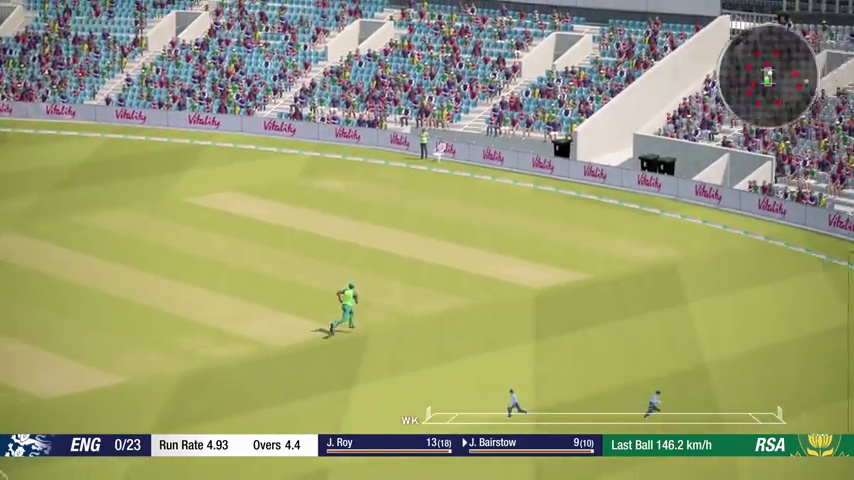 Vitality Vitality Vitality Vitality Vitality Vitality Vitality Vitality Vitality Vitality Vitality Vitality
WK
ENG 0/23 Run Rate 4.93 Overs 4.4 J. Roy 13(18) J. Bairstow 9(10) Last Ball 146.2 km/h RSA